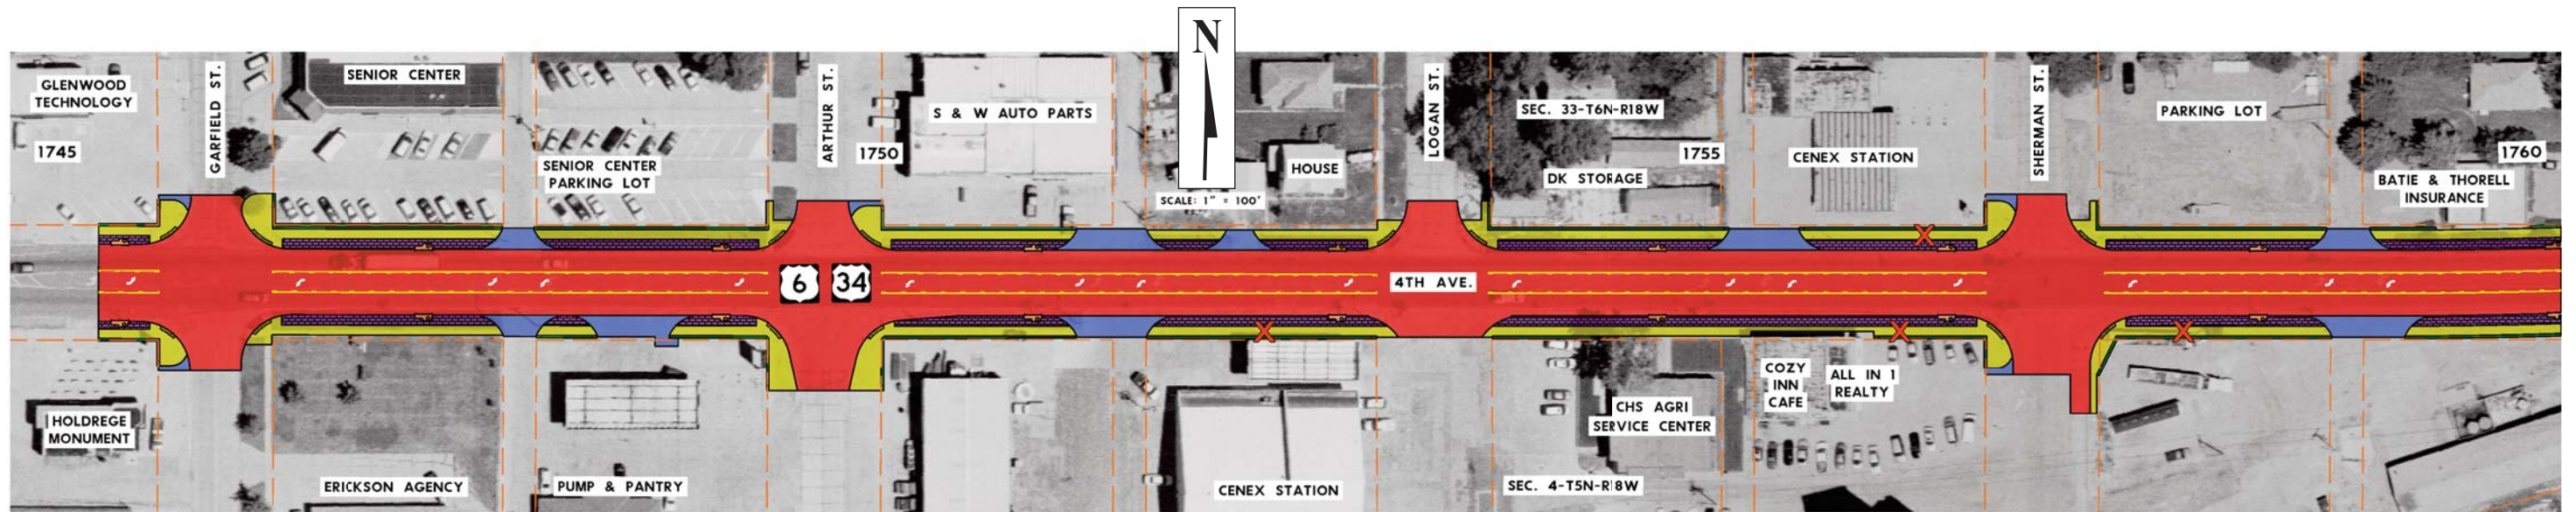 N
GLENWOOD
TECHNOLOGY
1745
GARFIELD ST.
SENIOR CENTER
SENIOR CENTER
PARKING LOT
ARTHUR ST.
1750
S & W AUTO PARTS
SCALE: 1" = 100'
HOUSE
LOGAN ST.
SEC. 33-T6N-R18W
1755
DK STORAGE
CENEX STATION
SHERMAN ST.
PARKING LOT
1760
BATIE & THORELL
INSURANCE
6
34
4TH AVE.
HOLDREGE
MONUMENT
ERICKSON AGENCY
PUMP & PANTRY
CENEX STATION
CHS AGRI
SERVICE CENTER
SEC. 4-T5N-R18W
COZY
INN
CAFE
ALL IN 1
REALTY